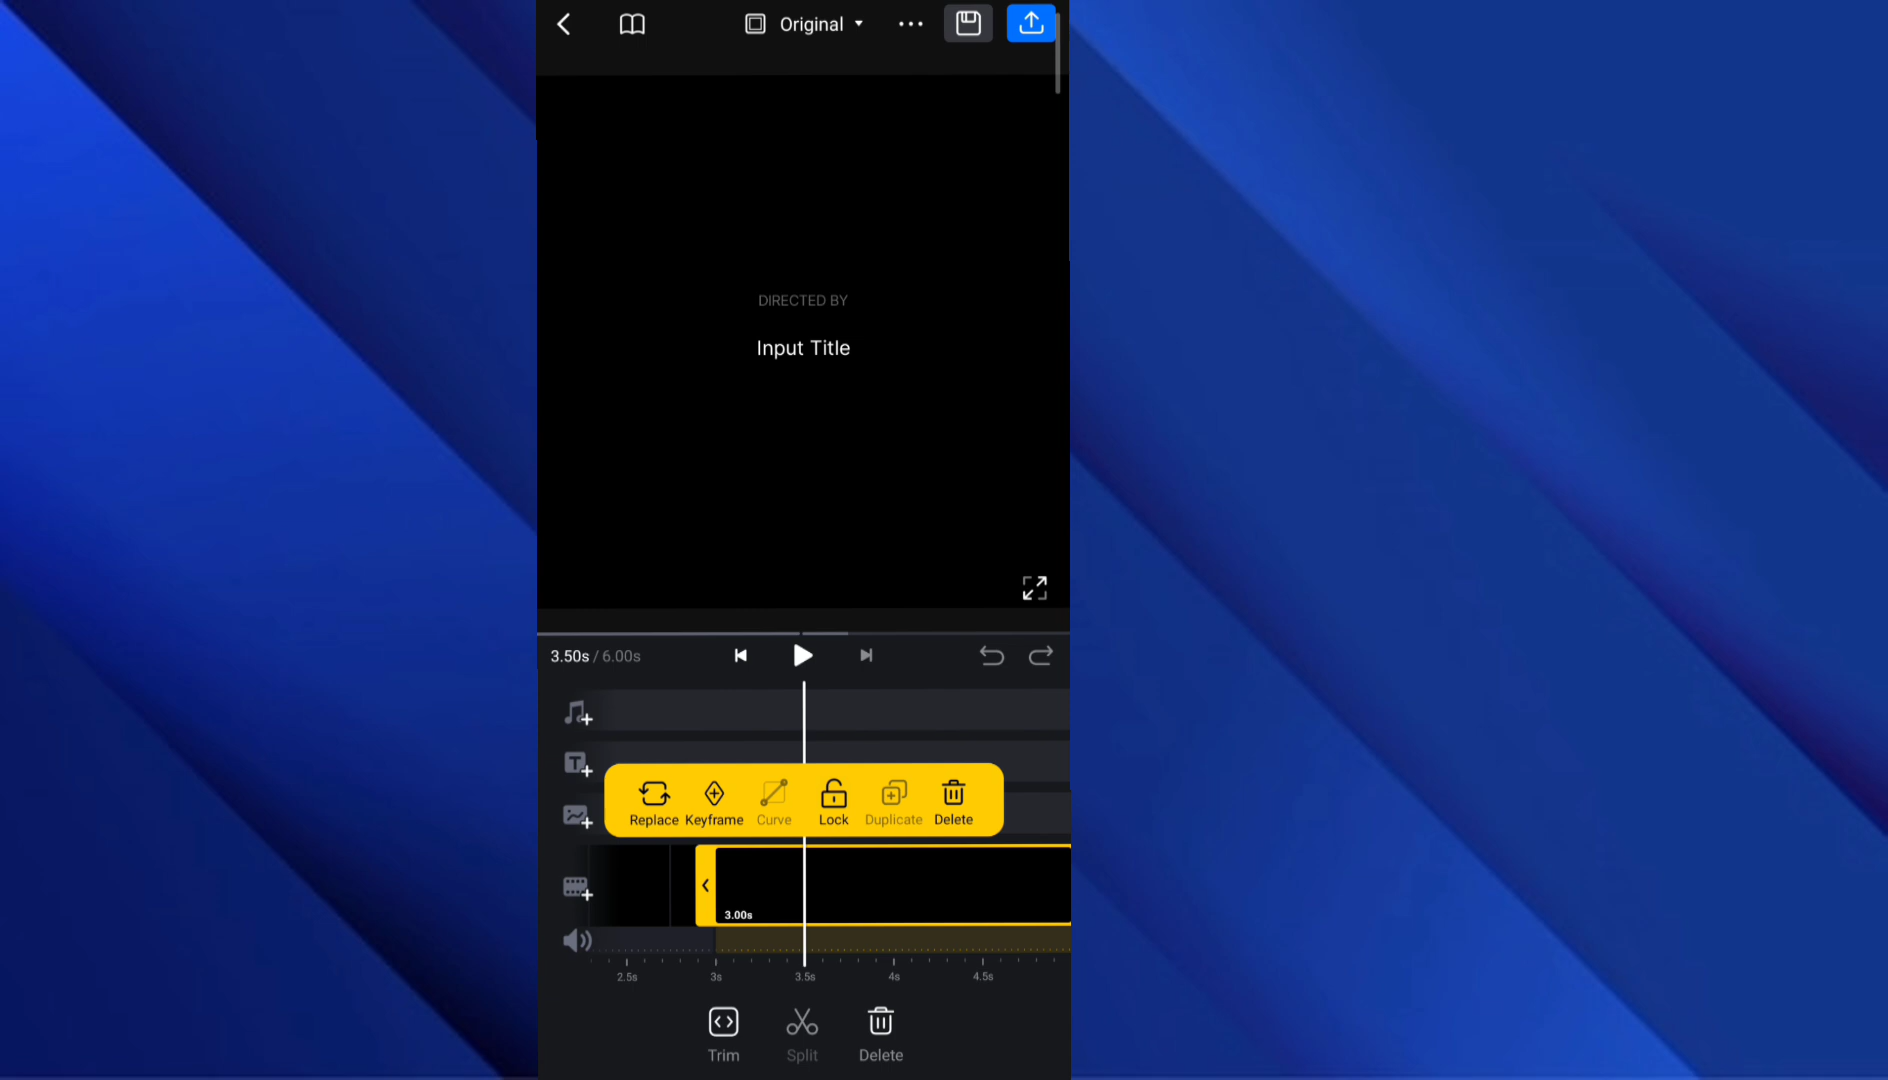 Original
DIRECTED BY
Input Title
3.50s / 6.00s
Replace Keyframe Curve Lock Duplicate Delete
3.00s
2.5s 3s 3.5s 4s 4.5s
Trim Split Delete